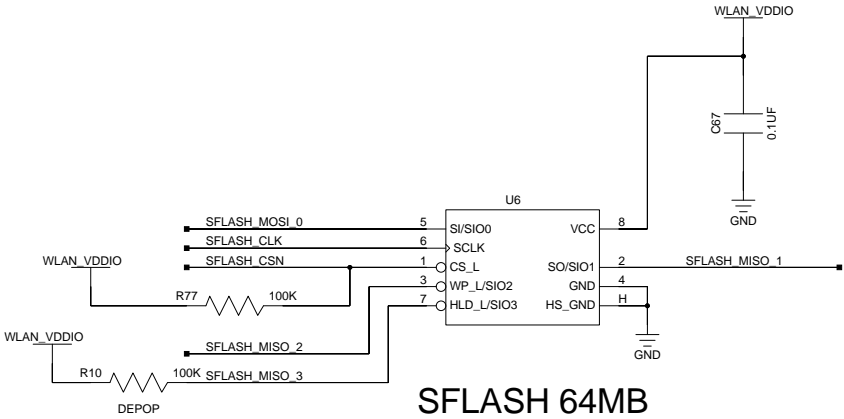 WLAN_VDDIO
C67
0.1UF
GND
U6
SFLASH_MOSI_0 5 SI/SIO0 VCC 8
SFLASH_CLK 6 SCLK
WLAN_VDDIO SFLASH_CSN 1 CS_L SO/SIO1 2 SFLASH_MISO_1
3 WP_L/SIO2 GND 4
R77 100K 7 HLD_L/SIO3 HS_GND H
WLAN_VDDIO
SFLASH_MISO_2
GND
R10 100K SFLASH_MISO_3
DEPOP
SFLASH 64MB